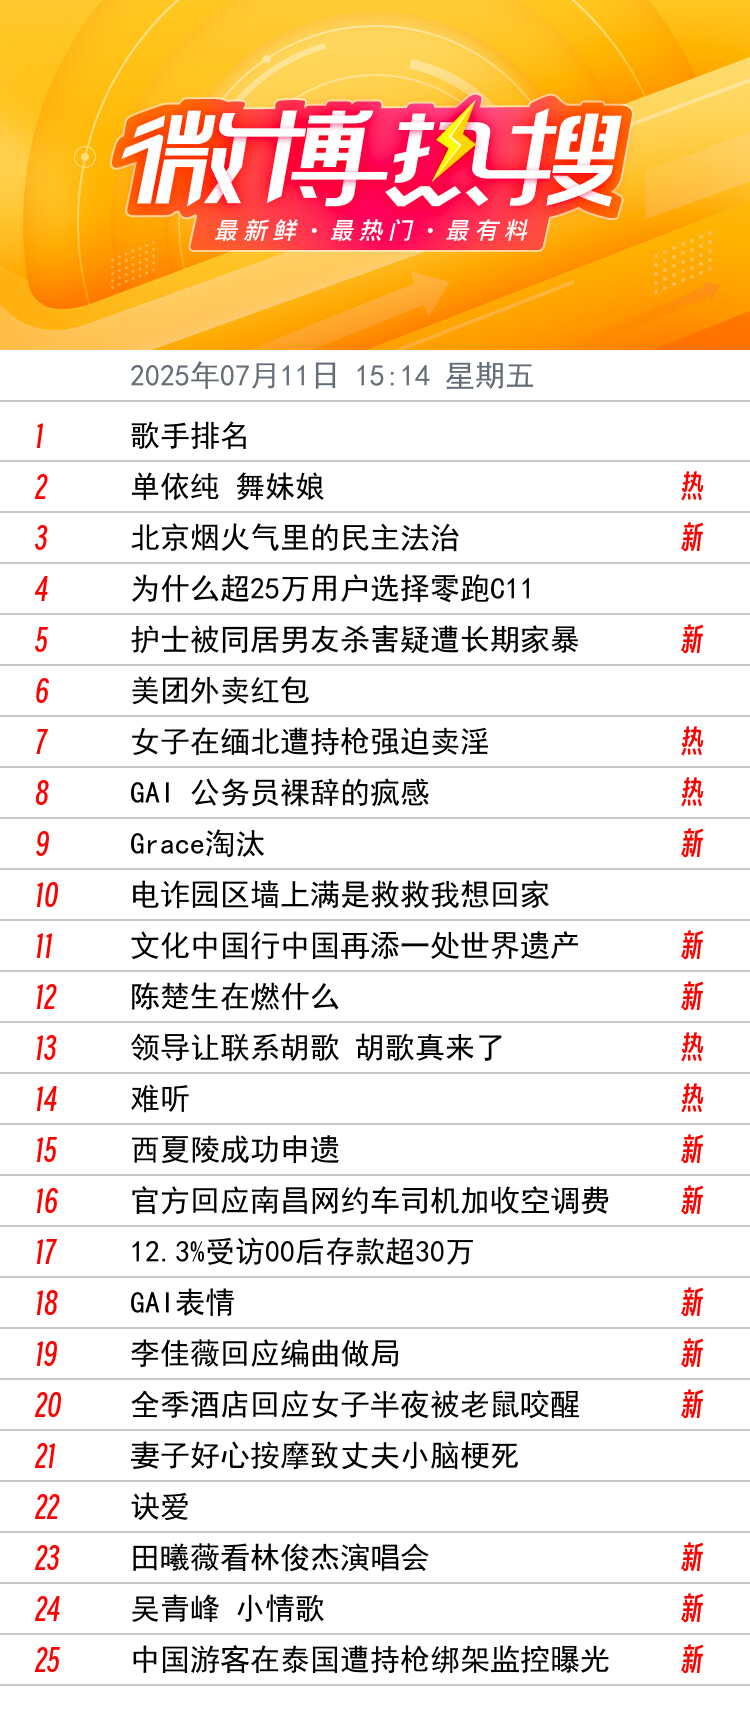 微博热搜
最新鲜·最热门·最有料
2025年07月11日 15:14 星期五
1 歌手排名
2 单依纯 舞妹娘 热
3 北京烟火气里的民主法治 新
4 为什么超25万用户选择零跑C11
5 护士被同居男友杀害疑遭长期家暴 新
6 美团外卖红包
7 女子在缅北遭持枪强迫卖淫 热
8 GAI 公务员裸辞的疯感 热
9 Grace淘汰 新
10 电诈园区墙上满是救救我想回家
11 文化中国行中国再添一处世界遗产 新
12 陈楚生在燃什么 新
13 领导让联系胡歌 胡歌真来了 热
14 难听 热
15 西夏陵成功申遗 新
16 官方回应南昌网约车司机加收空调费 新
17 12.3%受访00后存款超30万
18 GAI表情 新
19 李佳薇回应编曲做局 新
20 全季酒店回应女子半夜被老鼠咬醒 新
21 妻子好心按摩致丈夫小脑梗死
22 诀爱
23 田曦薇看林俊杰演唱会 新
24 吴青峰 小情歌 新
25 中国游客在泰国遭持枪绑架监控曝光 新